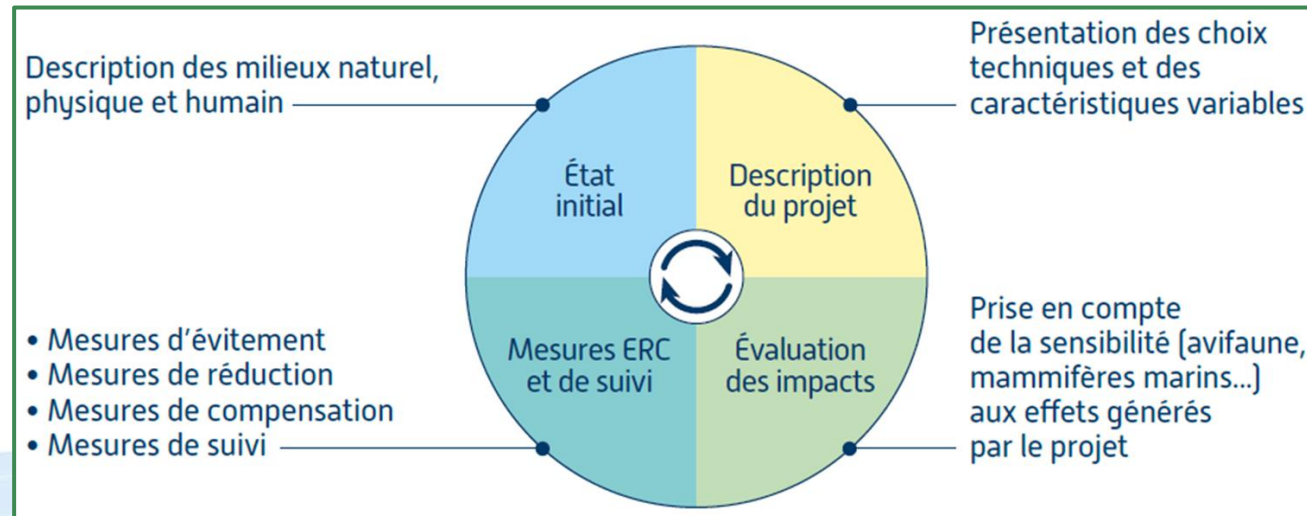 Description des milieux naturel,
physique et humain
Présentation des choix
techniques et des
caractéristiques variables
État
initial
Description
du projet
Mesures ERC
et de suivi
Évaluation
des impacts
• Mesures d'évitement
• Mesures de réduction
• Mesures de compensation
• Mesures de suivi
Prise en compte
de la sensibilité (avifaune,
mammifères marins...)
aux effets générés
par le projet